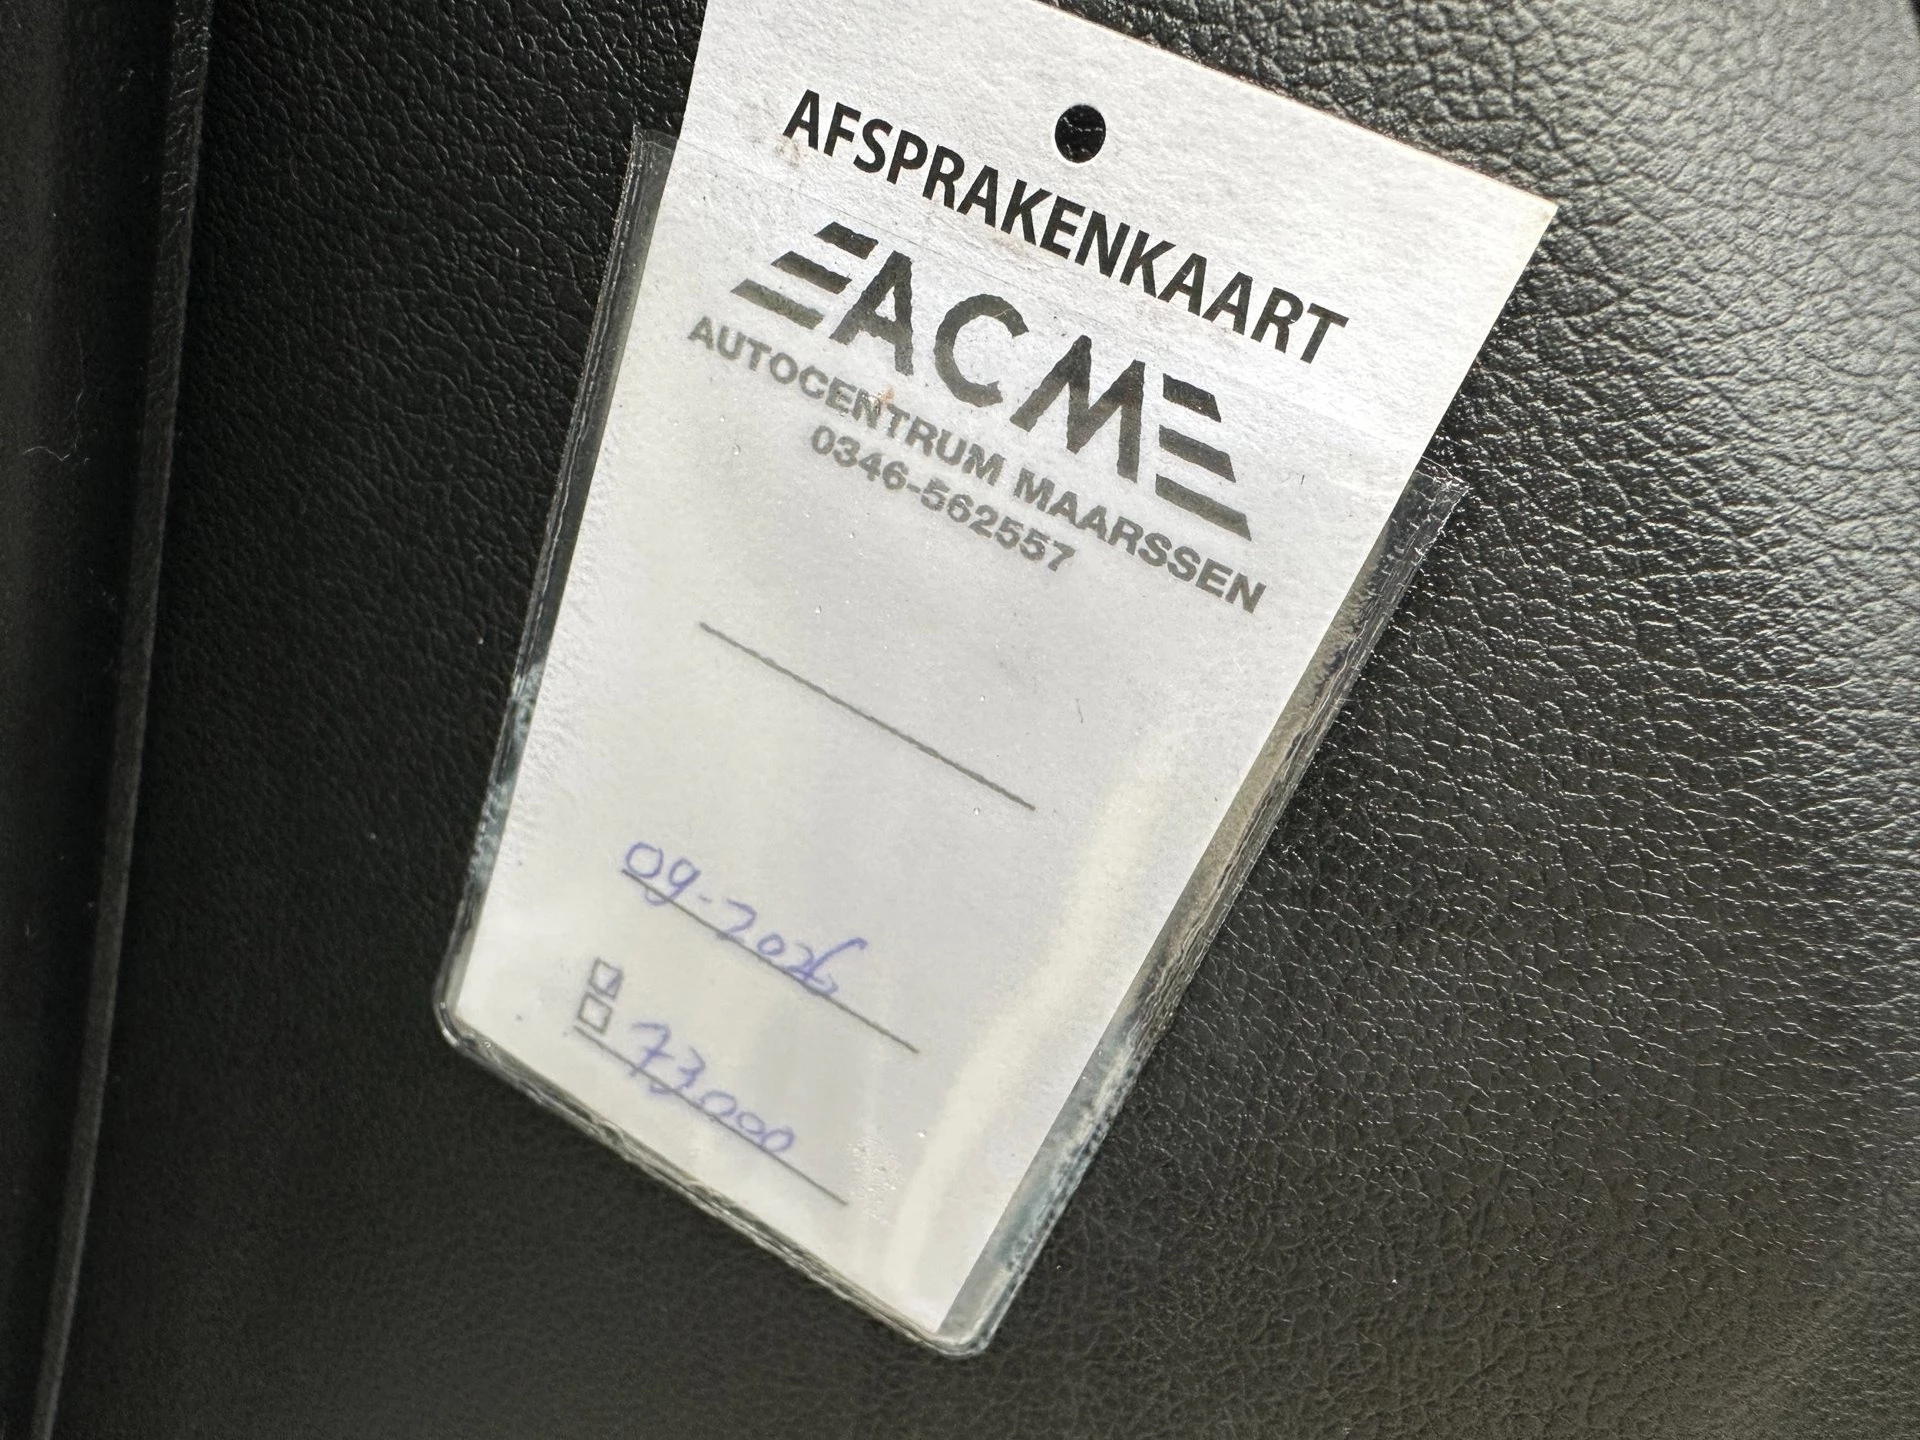 AFSPRAKENKAART
ACME
AUTOCENTRUM MAARSSEN
0346-562557
09-2026
73000